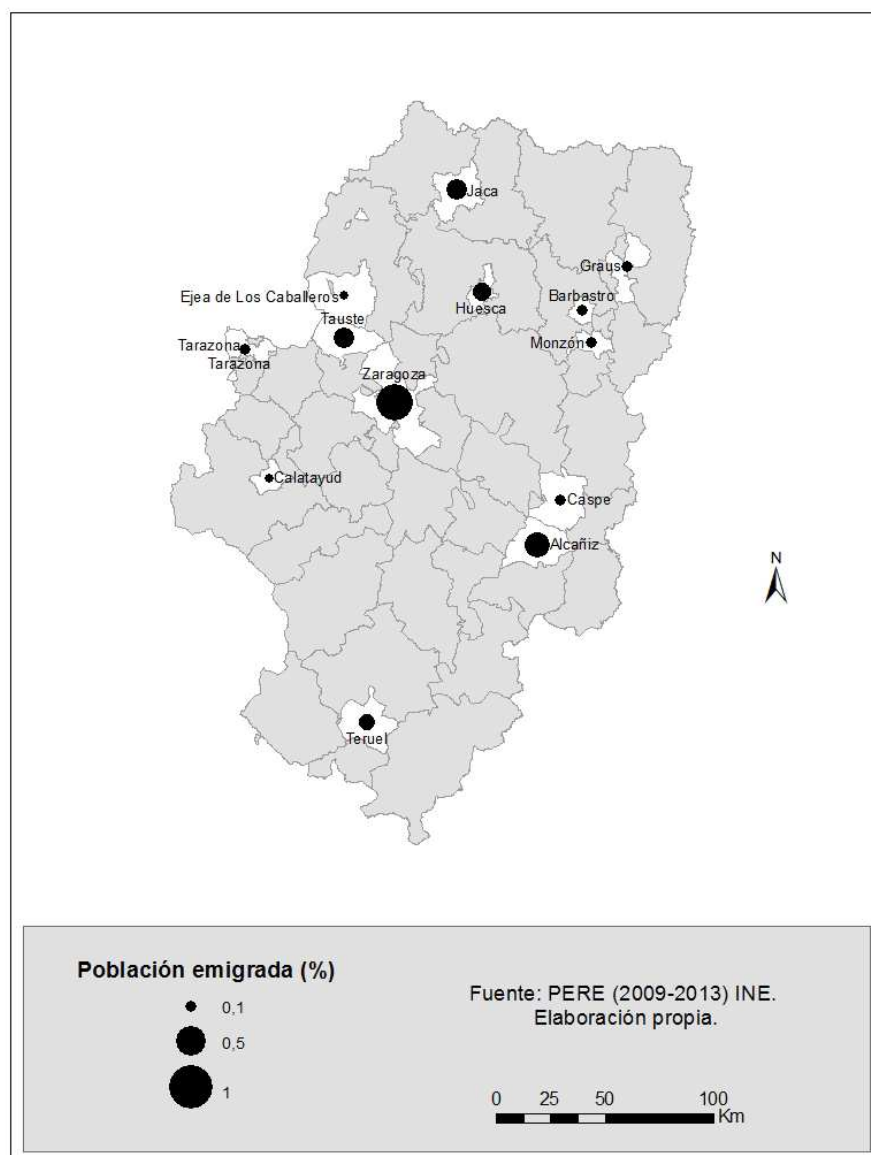 Jaca
Graus
Ejea de Los Caballeros
Huesca
Barbastro
Tauste
Tarazona
Tarazona
Monzón
Zaragoza
Calatayud
Caspe
Alcañiz
N
Teruel
Población emigrada (%)
0,1
0,5
1
Fuente: PERE (2009-2013) INE.
Elaboración propia.
0 25 50 100
Km